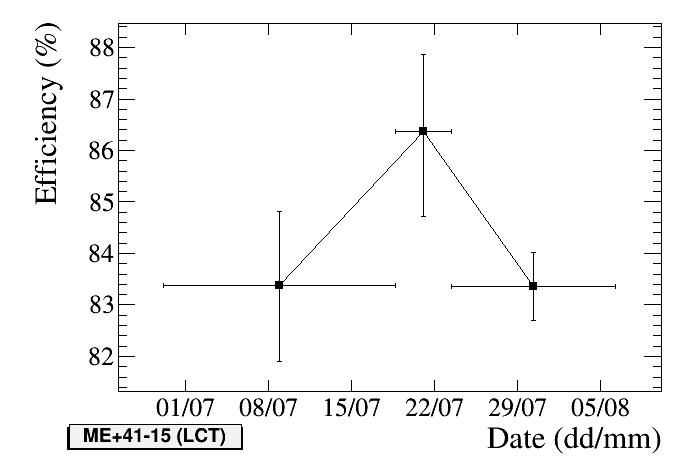 Efficiency (%)
88
87
86
85
84
83
82
01/07 08/07 15/07 22/07 29/07 05/08
ME+41-15 (LCT)
Date (dd/mm)